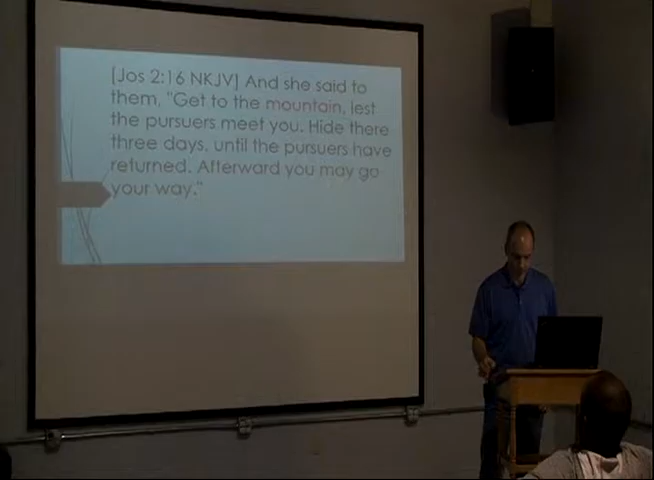 [Jos 2:16 NKJV] And she said to
them, "Get to the mountain, lest
the pursuers meet you. Hide there
three days, until the pursuers have
returned. Afterward you may go
your way."